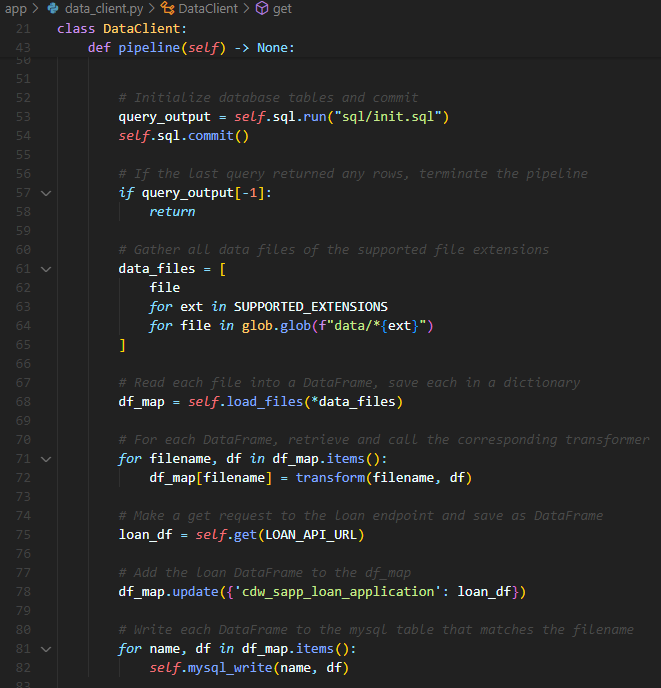 app > data_client.py > DataClient > get
21 class DataClient:
43     def pipeline(self) -> None:
50
51
52         # Initialize database tables and commit
53         query_output = self.sql.run("sql/init.sql")
54         self.sql.commit()
55
56         # If the last query returned any rows, terminate the pipeline
57         if query_output[-1]:
58             return
59
60         # Gather all data files of the supported file extensions
61         data_files = [
62             file
63             for ext in SUPPORTED_EXTENSIONS
64             for file in glob.glob(f"data/*{ext}")
65         ]
66
67         # Read each file into a DataFrame, save each in a dictionary
68         df_map = self.load_files(*data_files)
69
70         # For each DataFrame, retrieve and call the corresponding transformer
71         for filename, df in df_map.items():
72             df_map[filename] = transform(filename, df)
73
74         # Make a get request to the loan endpoint and save as DataFrame
75         loan_df = self.get(LOAN_API_URL)
76
77         # Add the loan DataFrame to the df_map
78         df_map.update({'cdw_sapp_loan_application': loan_df})
79
80         # Write each DataFrame to the mysql table that matches the filename
81         for name, df in df_map.items():
82             self.mysql_write(name, df)
83